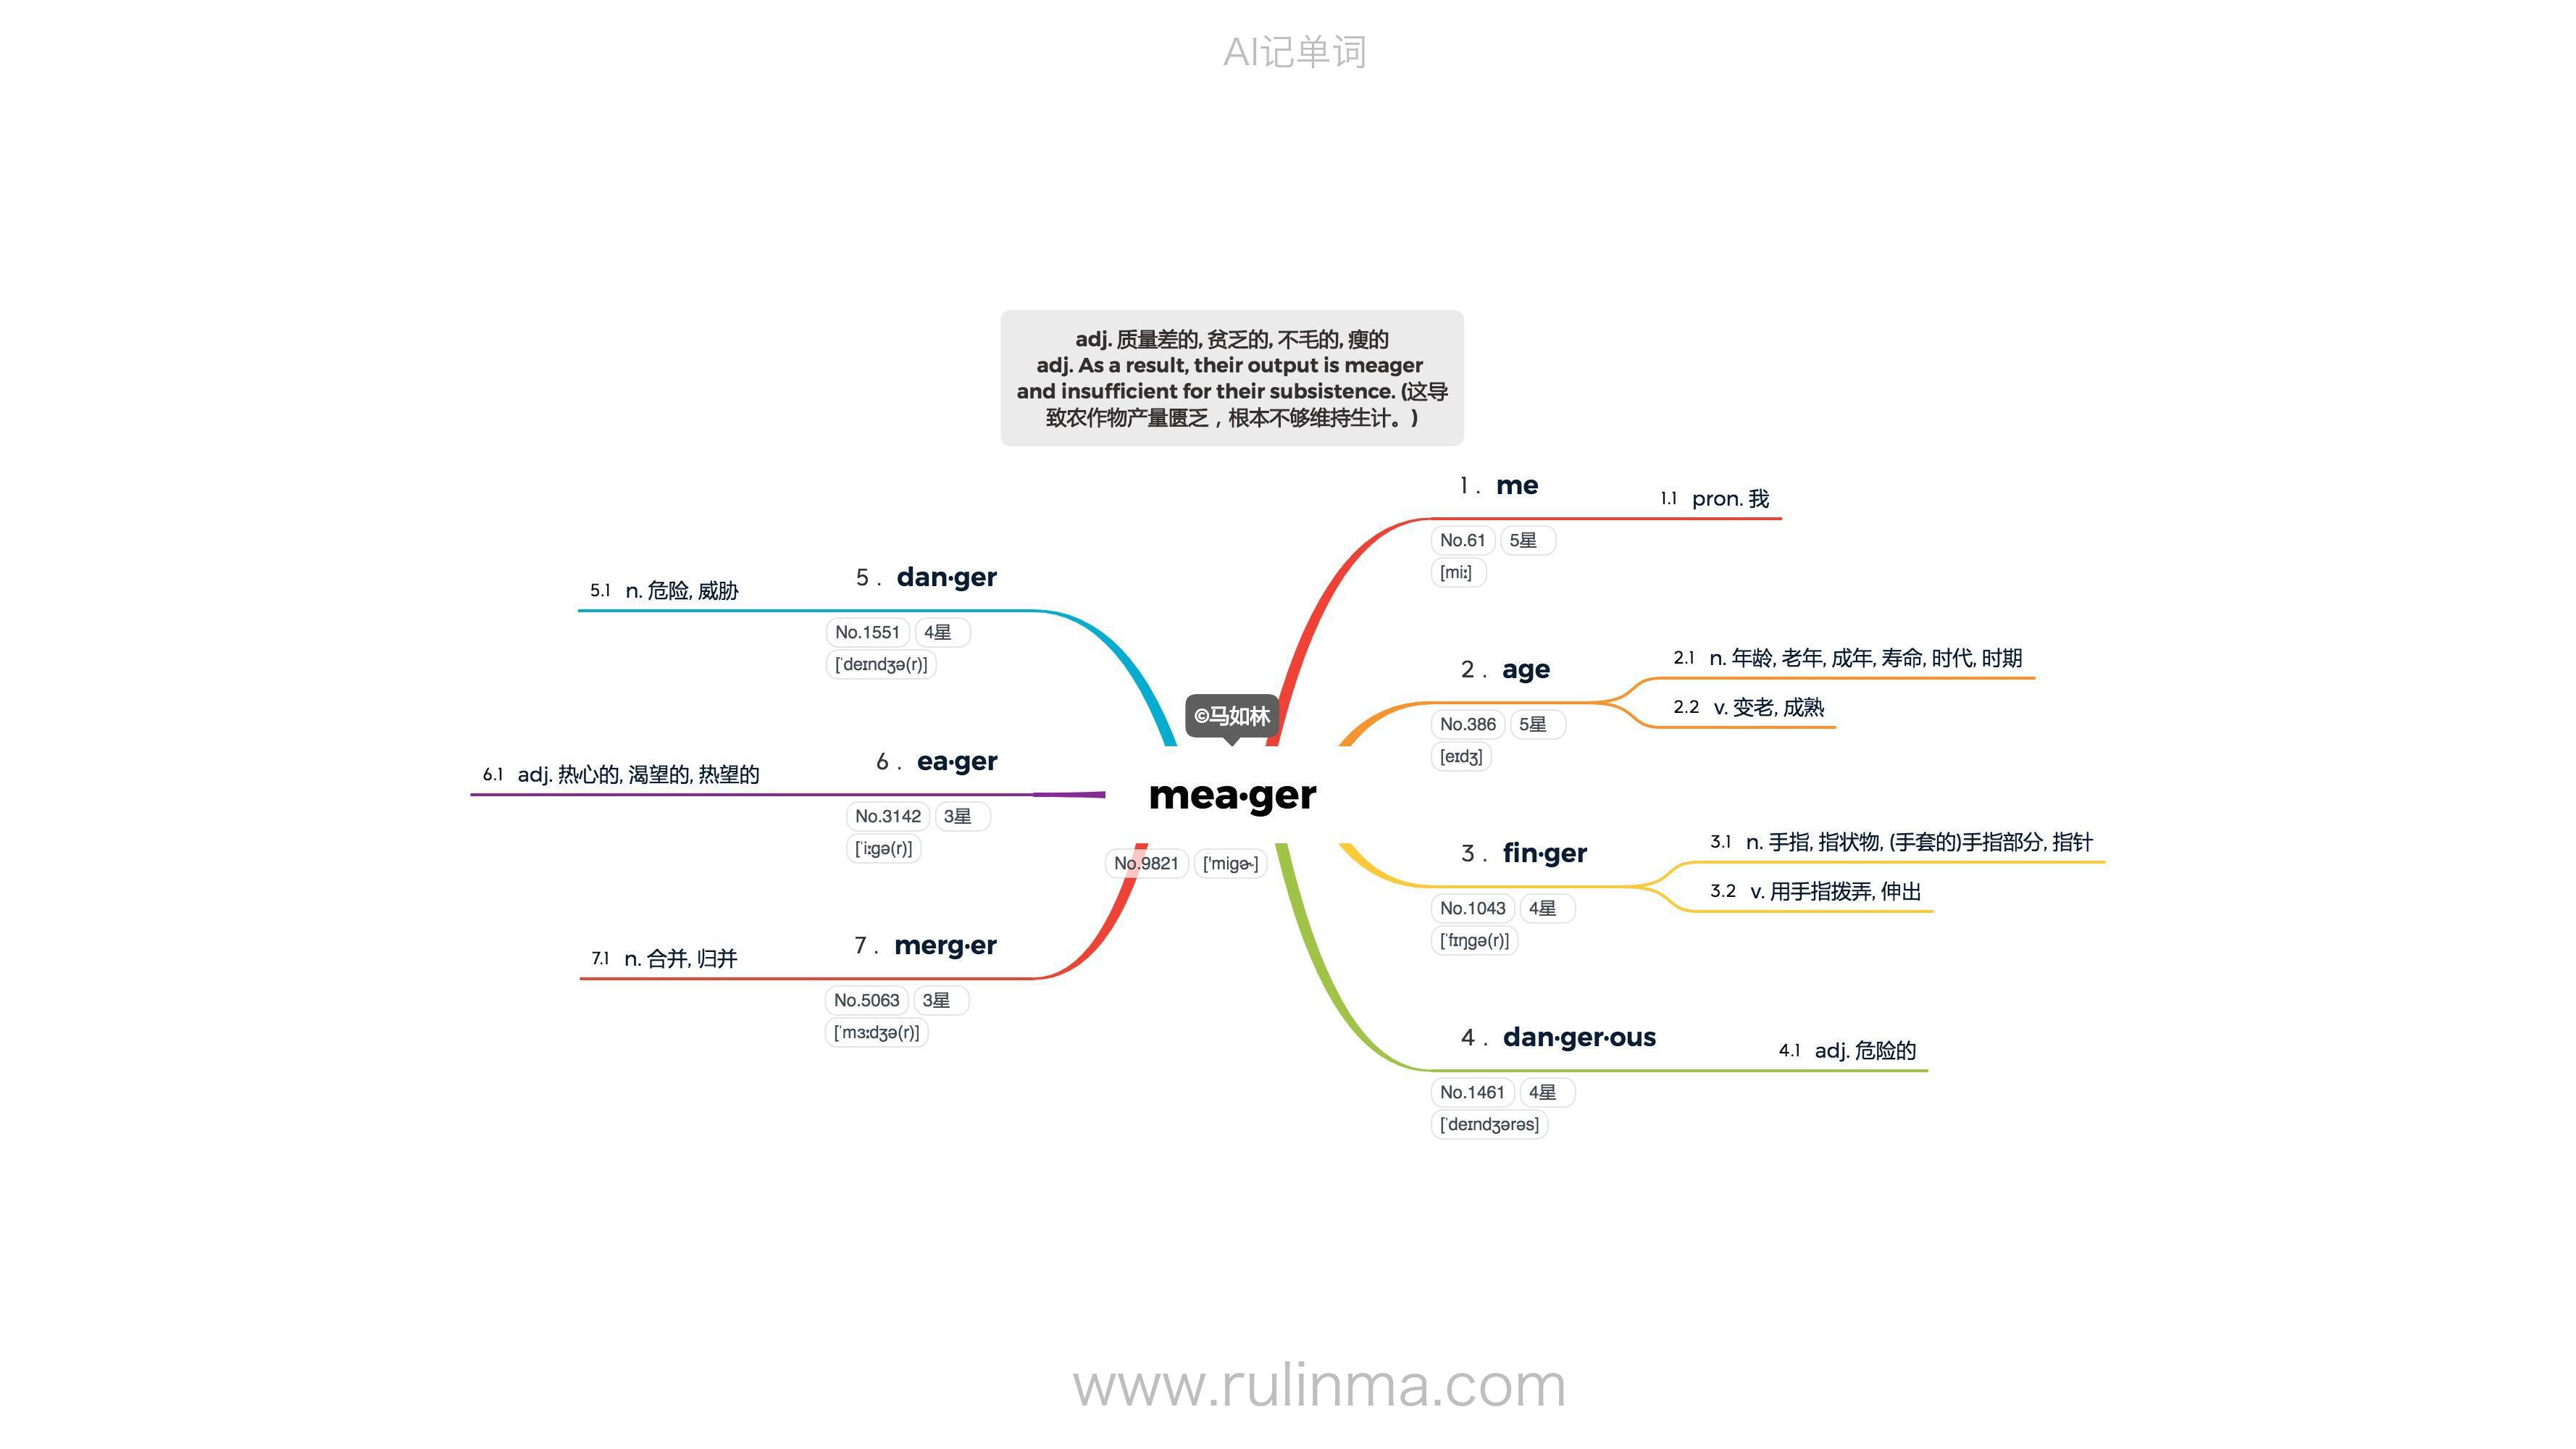 AI记单词
adj. 质量差的, 贫乏的, 不毛的, 瘦的
adj. As a result, their output is meager
and insufficient for their subsistence. (这导
致农作物产量匮乏，根本不够维持生计。)
©马如林
mea·ger
No.9821 ['migɚ]
1. me
No.61 5星
[miː]
1.1 pron. 我
2. age
No.386 5星
[eɪdʒ]
2.1 n. 年龄, 老年, 成年, 寿命, 时代, 时期
2.2 v. 变老, 成熟
3. fin·ger
No.1043 4星
[ˈfɪŋgə(r)]
3.1 n. 手指, 指状物, (手套的)手指部分, 指针
3.2 v. 用手指拨弄, 伸出
4. dan·ger·ous
No.1461 4星
[ˈdeɪndʒərəs]
4.1 adj. 危险的
5. dan·ger
No.1551 4星
[ˈdeɪndʒə(r)]
5.1 n. 危险, 威胁
6. ea·ger
No.3142 3星
[ˈiːgə(r)]
6.1 adj. 热心的, 渴望的, 热望的
7. merg·er
No.5063 3星
[ˈmɜːdʒə(r)]
7.1 n. 合并, 归并
www.rulinma.com